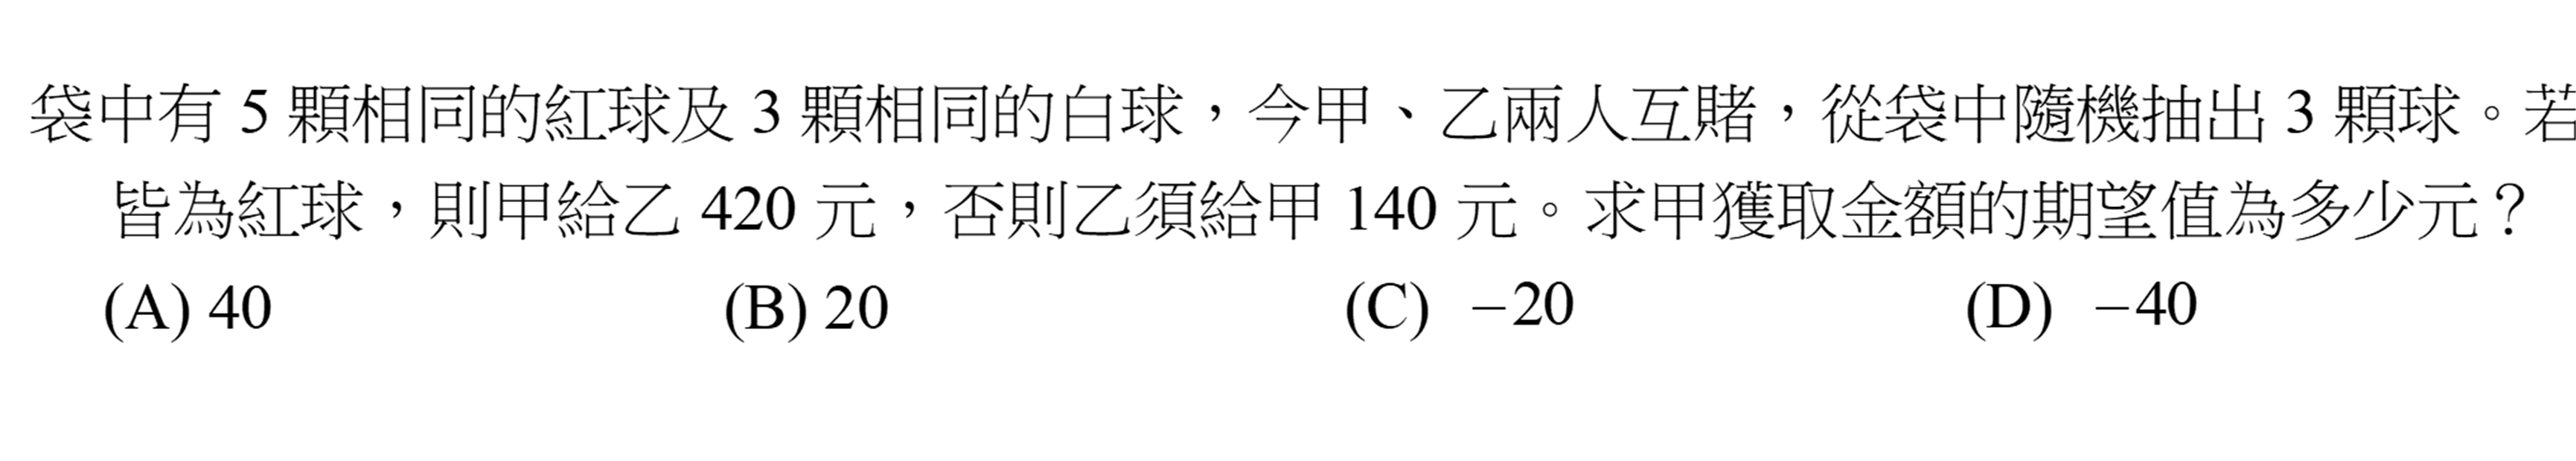 袋中有 5 顆相同的紅球及 3 顆相同的白球，今甲、乙兩人互賭，從袋中隨機抽出 3 顆球。若
皆為紅球，則甲給乙 420 元，否則乙須給甲 140 元。求甲獲取金額的期望值為多少元？
(A) 40 (B) 20 (C) －20 (D) －40